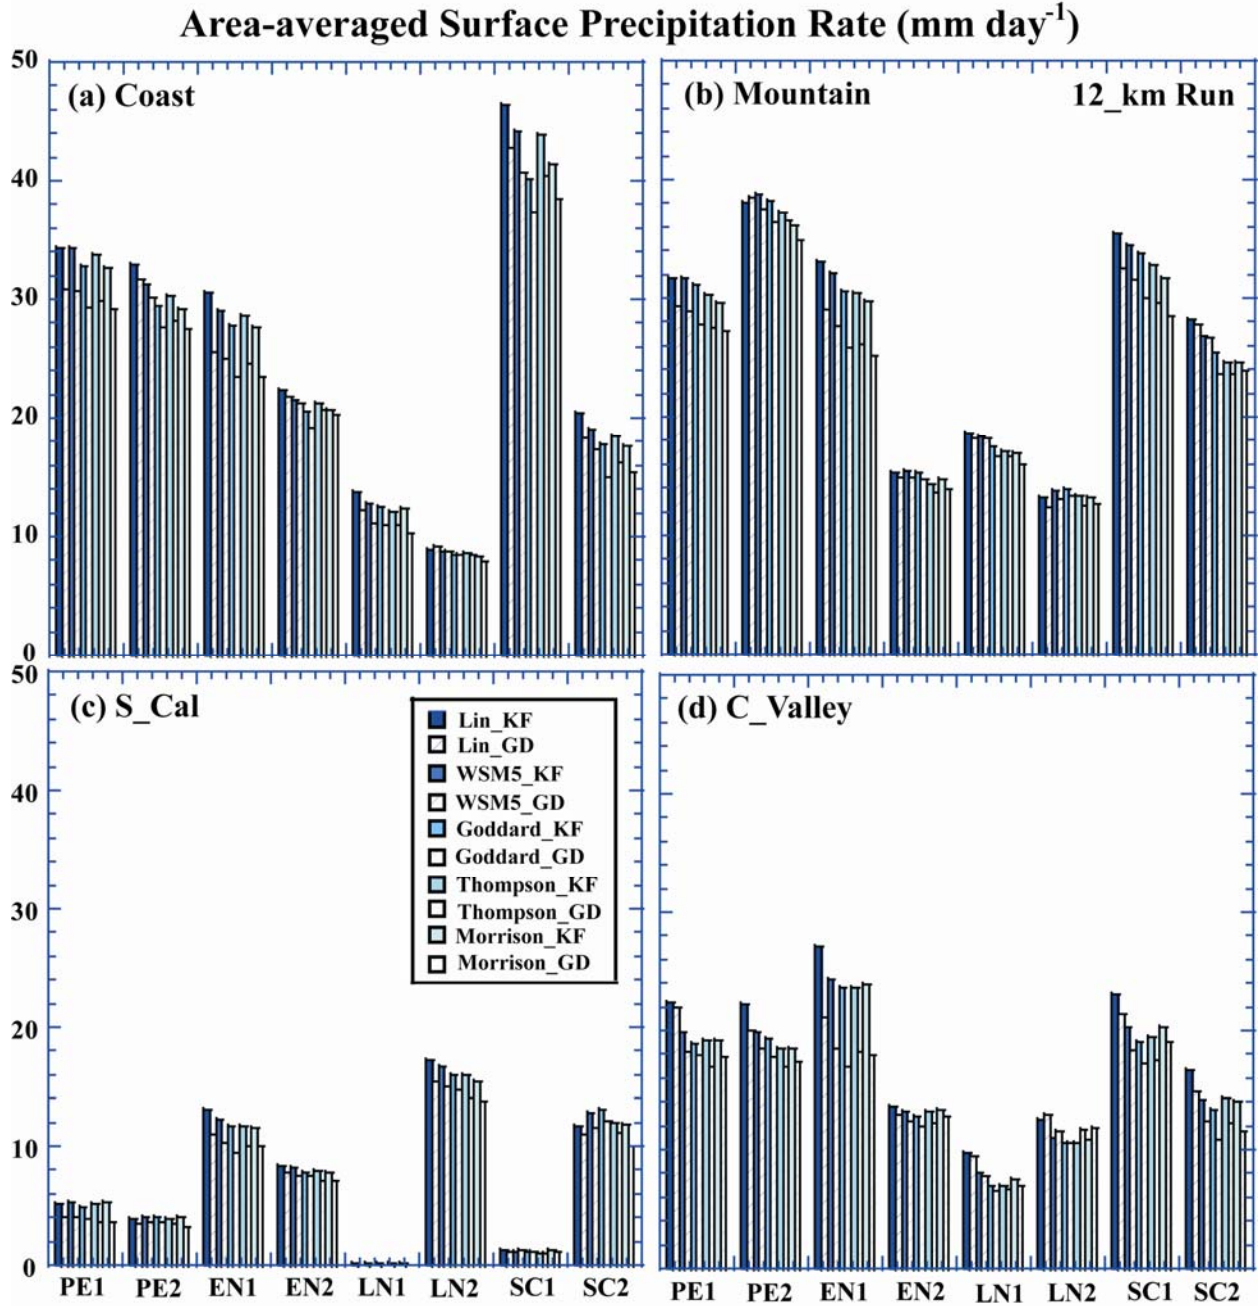 Area-averaged Surface Precipitation Rate (mm day-1)
50
40
30
20
10
0
(a) Coast
(b) Mountain
12_km Run
50
40
30
20
10
0
(c) S_Cal
Lin_KF
Lin_GD
WSM5_KF
WSM5_GD
Goddard_KF
Goddard_GD
Thompson_KF
Thompson_GD
Morrison_KF
Morrison_GD
(d) C_Valley
PE1 PE2 EN1 EN2 LN1 LN2 SC1 SC2
PE1 PE2 EN1 EN2 LN1 LN2 SC1 SC2